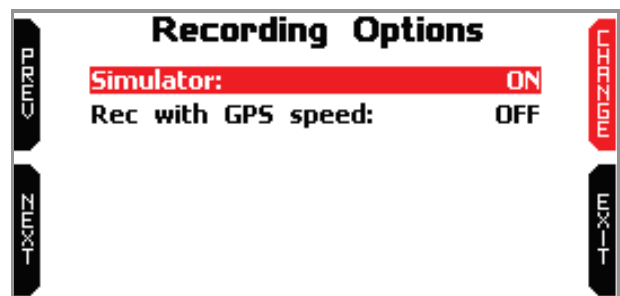 Recording Options
PREV
CHANGE
Simulator: ON
Rec with GPS speed: OFF
NEXT
EXIT